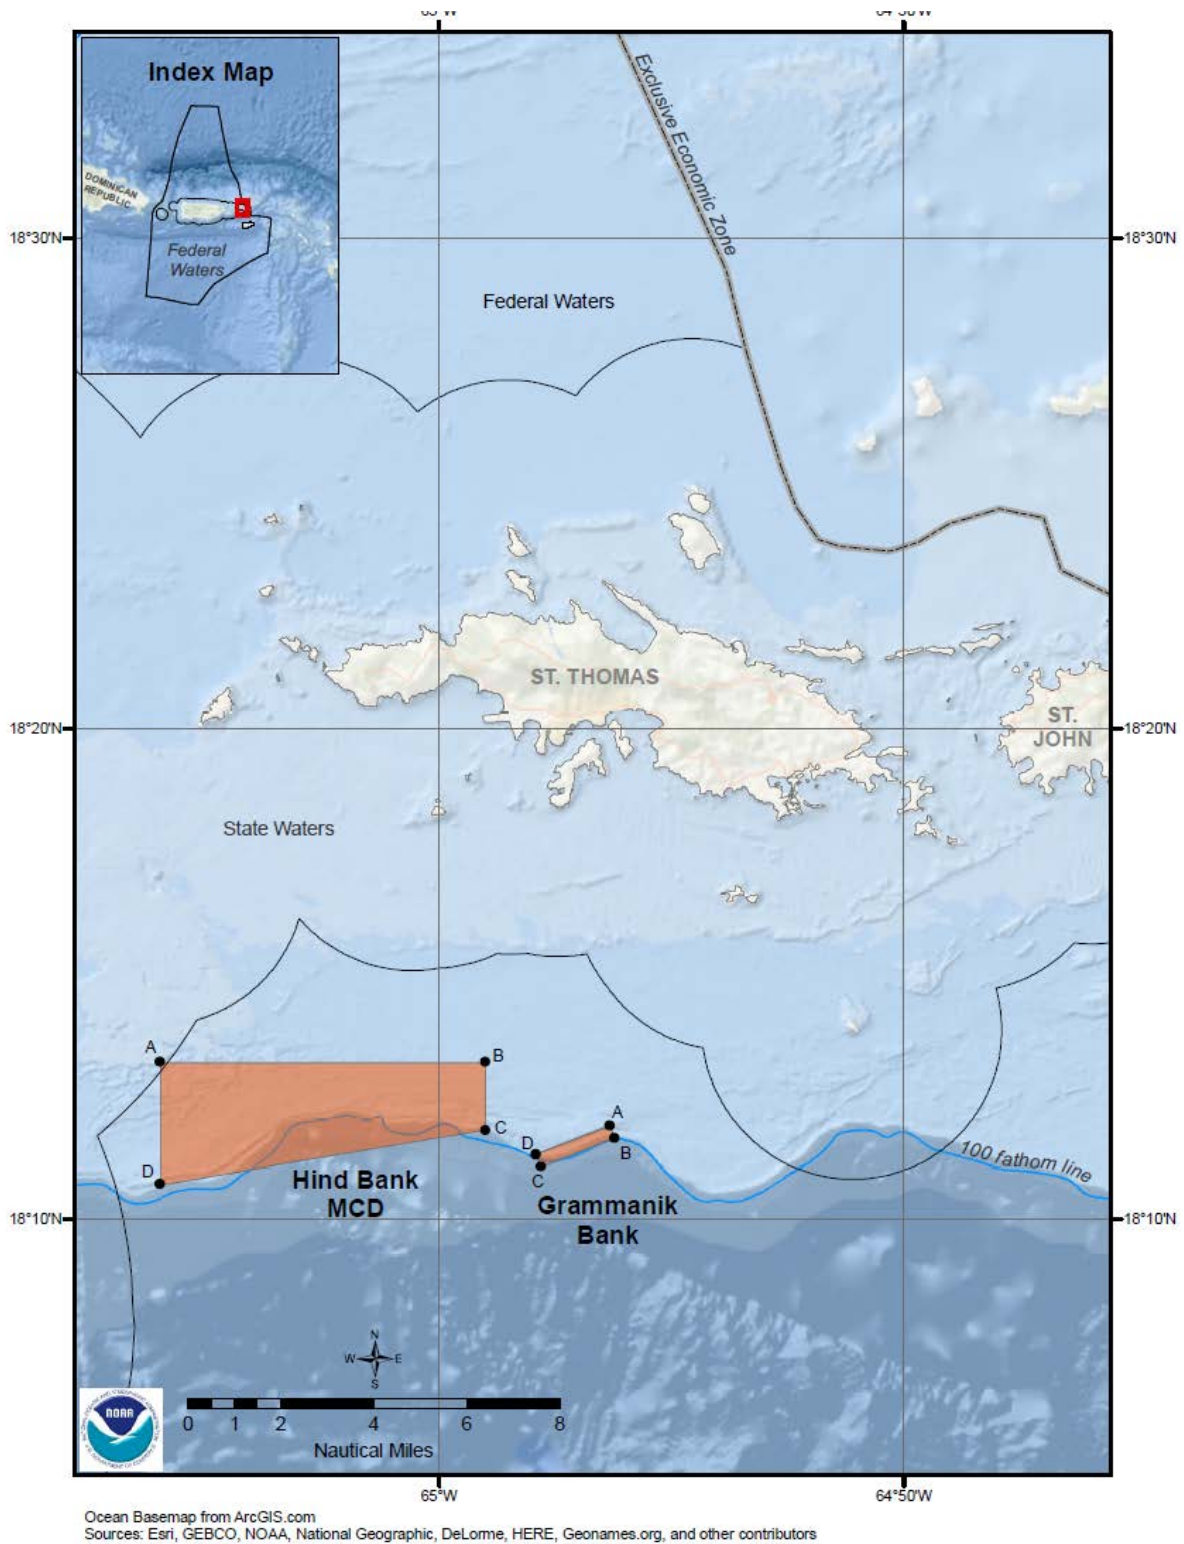 65°W
64°50'W
Index Map
DOMINICAN
REPUBLIC
Federal
Waters
Exclusive Economic Zone
18°30'N
18°30'N
Federal Waters
ST. THOMAS
ST.
JOHN
18°20'N
18°20'N
State Waters
A
B
C
D
Hind Bank
MCD
A
B
C
D
Grammanik
Bank
100 fathom line
18°10'N
18°10'N
N
W E
S
NOAA
0 1 2 4 6 8
Nautical Miles
65°W
64°50'W
Ocean Basemap from ArcGIS.com
Sources: Esri, GEBCO, NOAA, National Geographic, DeLorme, HERE, Geonames.org, and other contributors